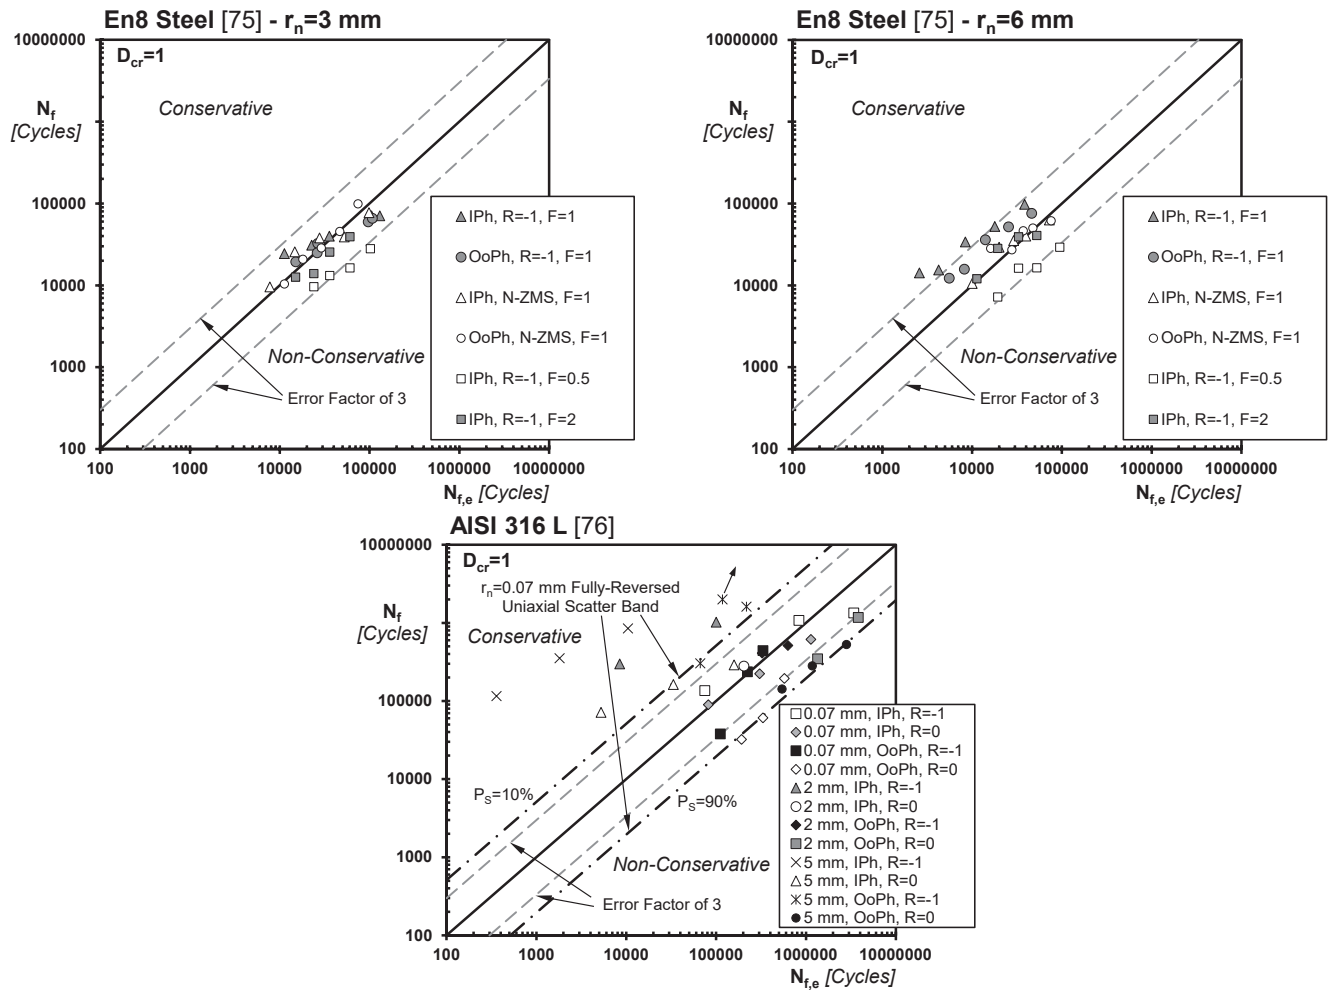 En8 Steel [75] - rn=3 mm
10000000
Dcr=1
Nf
[Cycles]
Conservative
100000
10000
1000
100
Non-Conservative
Error Factor of 3
IPh, R=-1, F=1
OoPh, R=-1, F=1
IPh, N-ZMS, F=1
OoPh, N-ZMS, F=1
IPh, R=-1, F=0.5
IPh, R=-1, F=2
100 1000 10000 100000 1000000 10000000
Nf,e [Cycles]
En8 Steel [75] - rn=6 mm
10000000
Dcr=1
Nf
[Cycles]
Conservative
100000
10000
1000
100
Non-Conservative
Error Factor of 3
IPh, R=-1, F=1
OoPh, R=-1, F=1
IPh, N-ZMS, F=1
OoPh, N-ZMS, F=1
IPh, R=-1, F=0.5
IPh, R=-1, F=2
100 1000 10000 100000 1000000 10000000
Nf,e [Cycles]
AISI 316 L [76]
10000000
Dcr=1
rn=0.07 mm Fully-Reversed
Uniaxial Scatter Band
Nf
[Cycles]
Conservative
100000
10000
1000
100
PS=10%
PS=90%
Non-Conservative
Error Factor of 3
0.07 mm, IPh, R=-1
0.07 mm, IPh, R=0
0.07 mm, OoPh, R=-1
0.07 mm, OoPh, R=0
2 mm, IPh, R=-1
2 mm, IPh, R=0
2 mm, OoPh, R=-1
2 mm, OoPh, R=0
5 mm, IPh, R=-1
5 mm, IPh, R=0
5 mm, OoPh, R=-1
5 mm, OoPh, R=0
100 1000 10000 100000 1000000 10000000
Nf,e [Cycles]